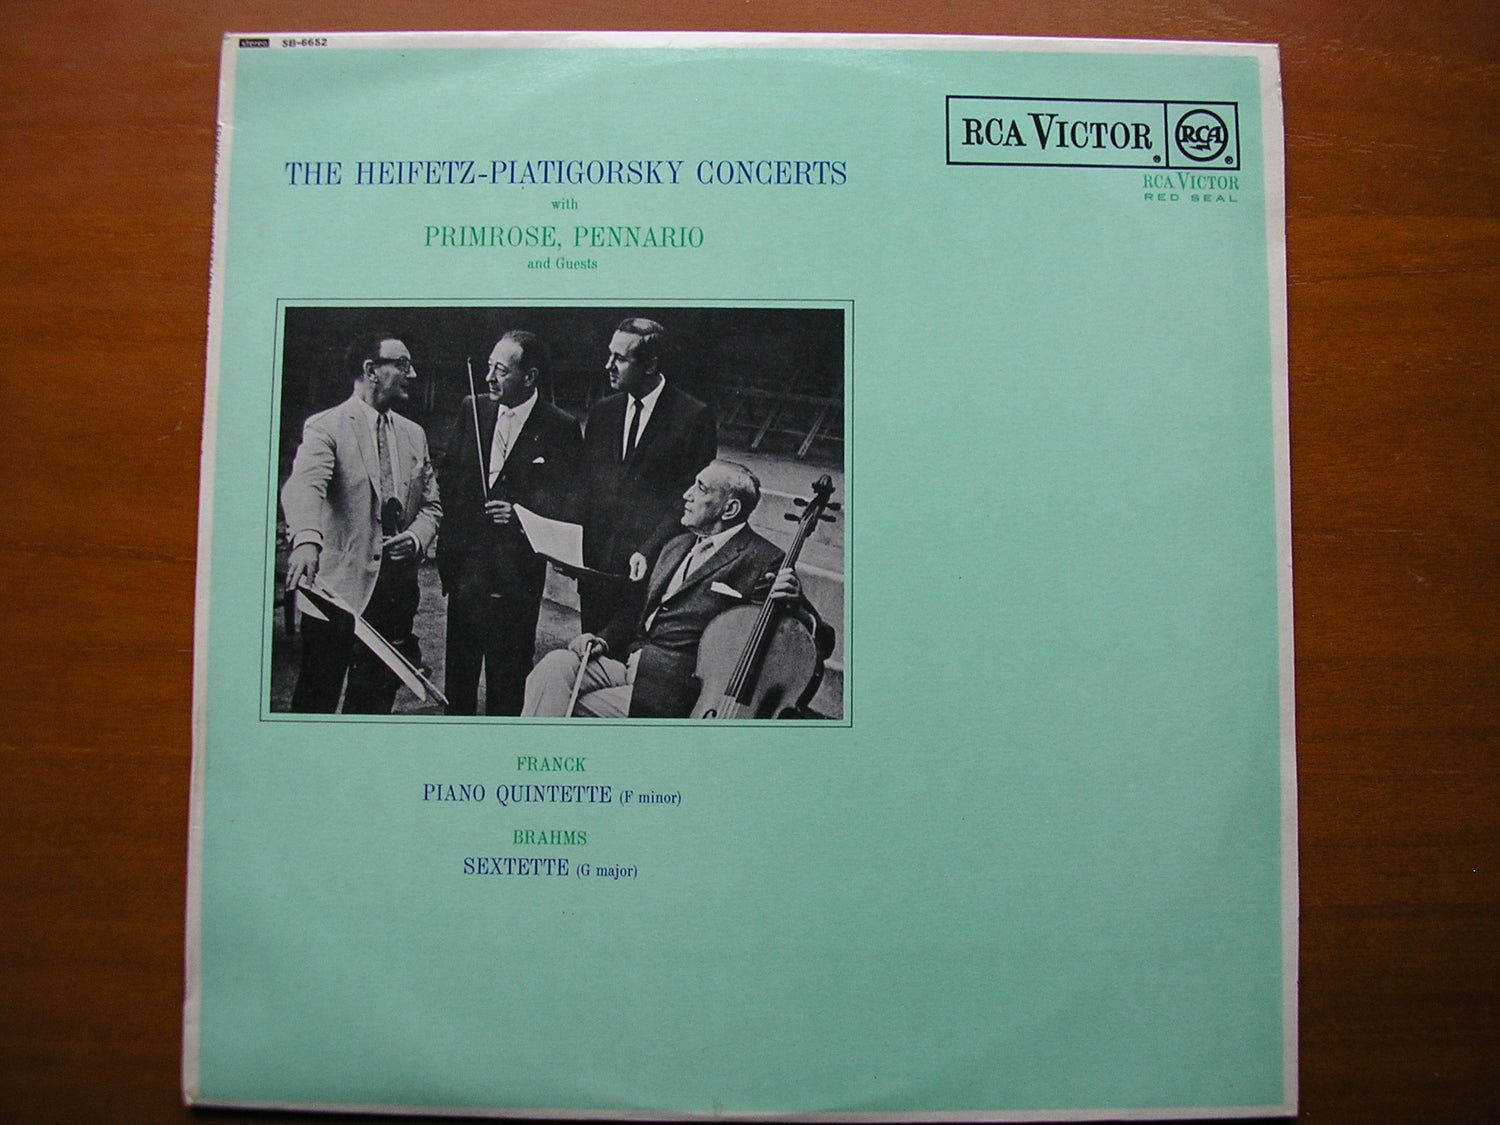 stereo SB-6652
RCA VICTOR RCA
RCA VICTOR
RED SEAL
THE HEIFETZ-PIATIGORSKY CONCERTS
with
PRIMROSE, PENNARIO
and Guests
FRANCK
PIANO QUINTETTE (F minor)
BRAHMS
SEXTETTE (G major)